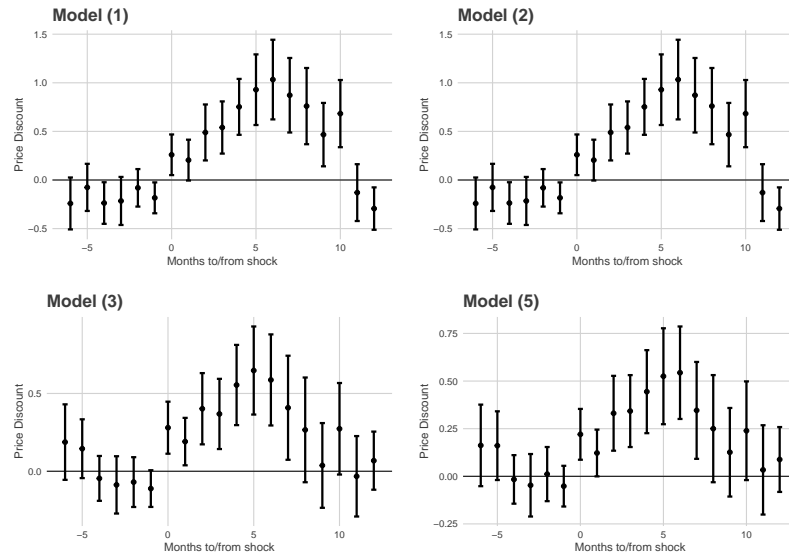 Model (1)
Price Discount
1.5
1.0
0.5
0.0
−0.5
−5
0
5
10
Months to/from shock
Model (2)
Price Discount
1.5
1.0
0.5
0.0
−0.5
−5
0
5
10
Months to/from shock
Model (3)
Price Discount
0.5
0.0
−5
0
5
10
Months to/from shock
Model (5)
Price Discount
0.75
0.50
0.25
0.00
−0.25
−5
0
5
10
Months to/from shock